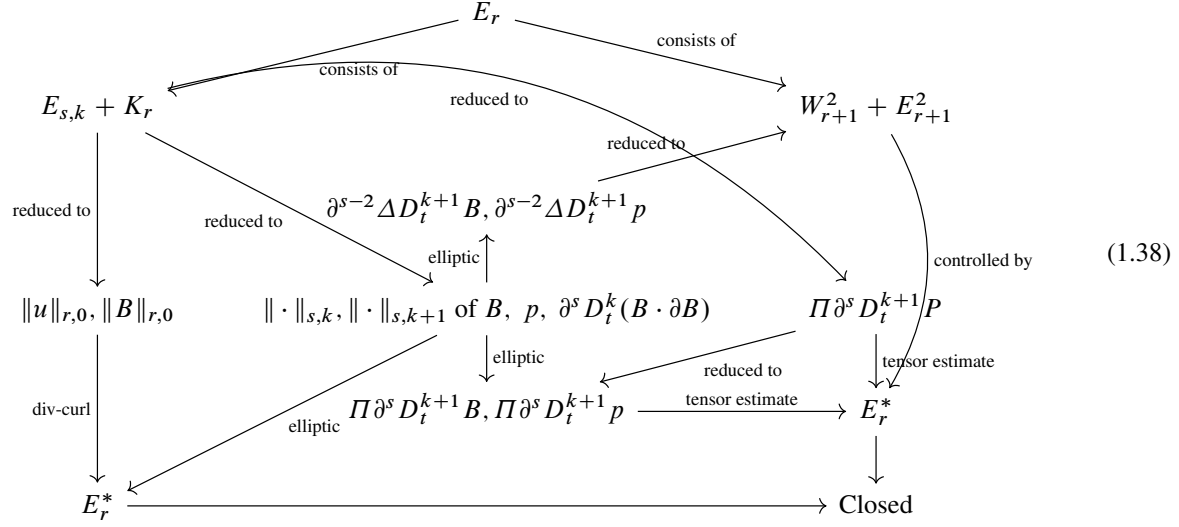 E_r
consists of
consists of
reduced to
E_{s,k} + K_r
W^2_{r+1} + E^2_{r+1}
reduced to
reduced to
reduced to
∂^{s−2}ΔD_t^{k+1}B, ∂^{s−2}ΔD_t^{k+1}p
elliptic
controlled by
(1.38)
‖u‖_{r,0}, ‖B‖_{r,0}
‖·‖_{s,k}, ‖·‖_{s,k+1} of B, p, ∂^s D_t^k(B · ∂B)
Π∂^s D_t^{k+1}P
elliptic
tensor estimate
reduced to
div-curl
elliptic
Π∂^s D_t^{k+1}B, Π∂^s D_t^{k+1}p
tensor estimate
E_r^*
E_r^*
Closed